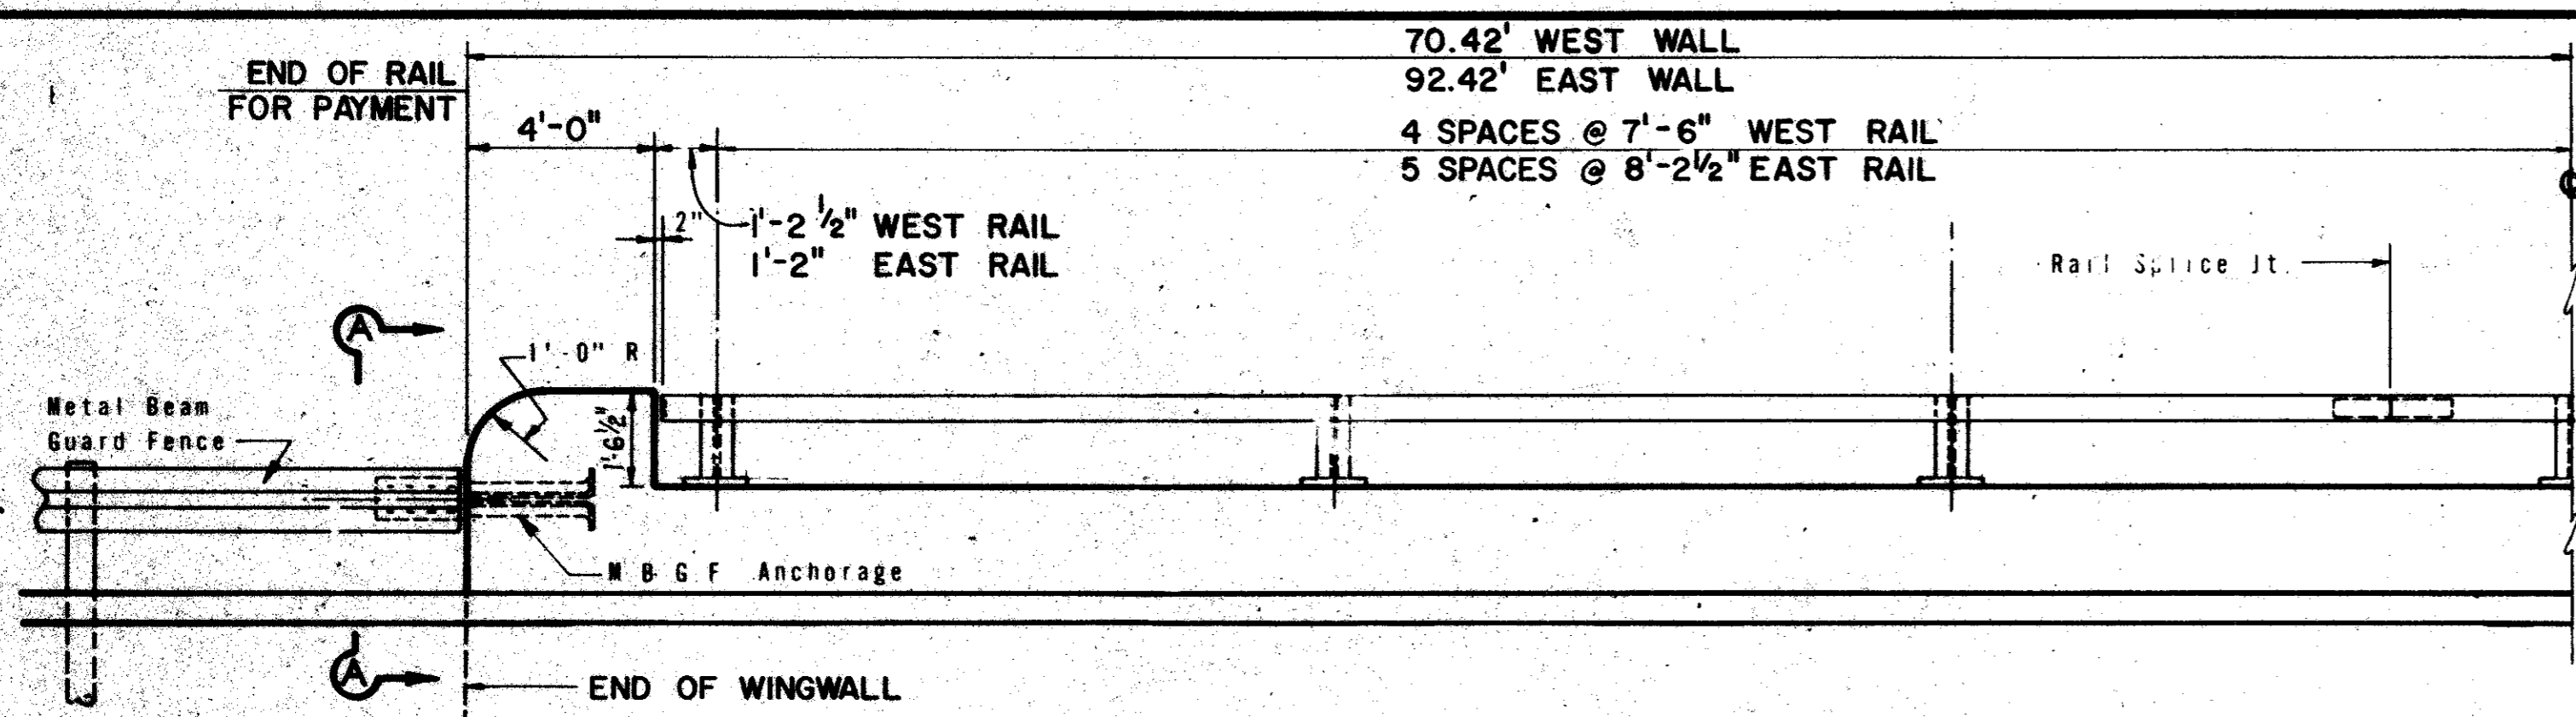 70.42' WEST WALL
92.42' EAST WALL
END OF RAIL
FOR PAYMENT
4'-0"
4 SPACES @ 7'-6" WEST RAIL
5 SPACES @ 8'-2½" EAST RAIL
2"
1'-2 ½" WEST RAIL
1'-2" EAST RAIL
Rail Splice Jt.
A
1'-0" R
Metal Beam
Guard Fence
1'-6½"
M B G F Anchorage
A
END OF WINGWALL